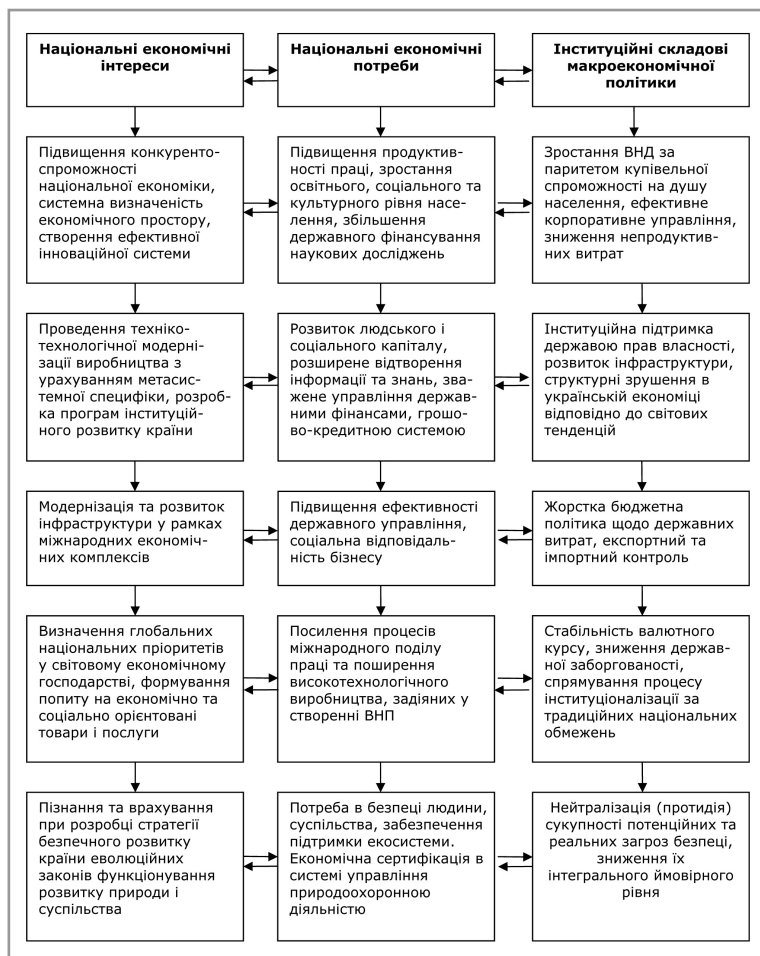 Національні економічні
інтереси
Національні економічні
потреби
Інституційні складові
макроекономічної
політики
Підвищення конкуренто-
спроможності
національної економіки,
системна визначеність
економічного простору,
створення ефективної
інноваційної системи
Підвищення продуктив-
ності праці, зростання
освітнього, соціального та
культурного рівня насе-
лення, збільшення
державного фінансування
наукових досліджень
Зростання ВНД за
паритетом купівельної
спроможності на душу
населення, ефективне
корпоративне управління,
зниження непродуктив-
них витрат
Проведення техніко-
технологічної модерні-
зації виробництва з
урахуванням метасис-
темної специфіки, розроб-
ка програм інституцій-
ного розвитку країни
Розвиток людського і
соціального капіталу,
розширене відтворення
інформації та знань, зва-
жене управління держав-
ними фінансами, грошо-
во-кредитною системою
Інституційна підтримка
державою прав власності,
розвиток інфраструктури,
структурні зрушення в
українській економіці
відповідно до світових
тенденцій
Модернізація та розвиток
інфраструктури у рамках
міжнародних економіч-
них комплексів
Підвищення ефективності
державного управління,
соціальна відповідаль-
ність бізнесу
Жорстка бюджетна
політика щодо державних
витрат, експортний та
імпортний контроль
Визначення глобальних
національних пріоритетів
у світовому економічному
господарстві, формування
попиту на економічно та
соціально орієнтовані
товари і послуги
Посилення процесів
міжнародного поділу
праці та поширення
високотехнологічного
виробництва, задіяних у
створенні ВНП
Стабільність валютного
курсу, зниження держав-
ної заборгованості,
спрямування процесу
інституціоналізації за
традиційних національних
обмежень
Пізнання та врахування
при розробці стратегії
безпечного розвитку
країни еволюційних
законів функціонування
розвитку природи і
суспільства
Потреба в безпеці людини,
суспільства, забезпечення
підтримки екосистеми.
Економічна сертифікація в
системі управління
природоохоронною
діяльністю
Нейтралізація (протидія)
сукупності потенційних та
реальних загроз безпеці,
зниження їх
інтегрального ймовірного
рівня